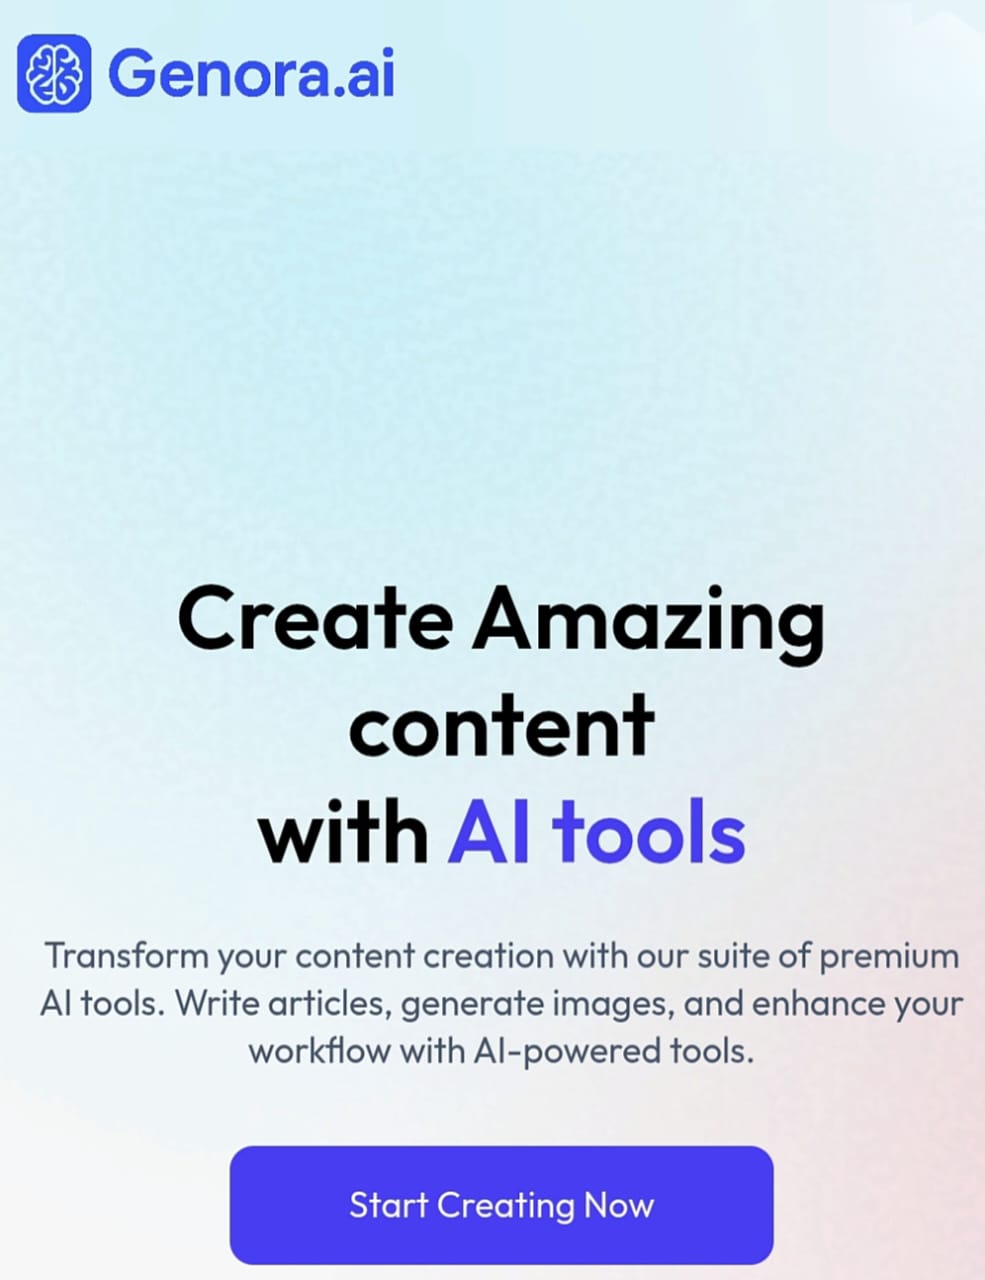 Genora.ai
Create Amazing
content
with AI tools
Transform your content creation with our suite of premium
AI tools. Write articles, generate images, and enhance your
workflow with AI-powered tools.
Start Creating Now